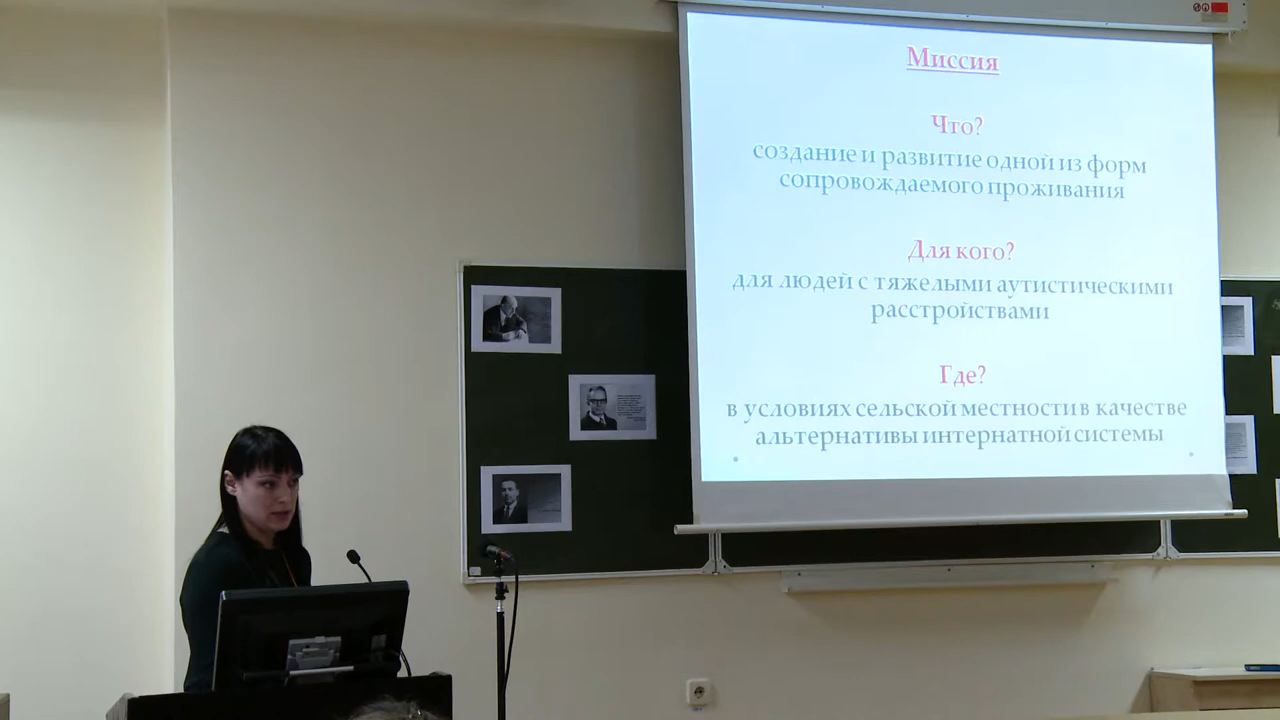 Миссия
Что?
создание и развитие одной из форм
сопровождаемого проживания
Для кого?
для людей с тяжелыми аутистическими
расстройствами
Где?
в условиях сельской местности в качестве
альтернативы интернатной системы